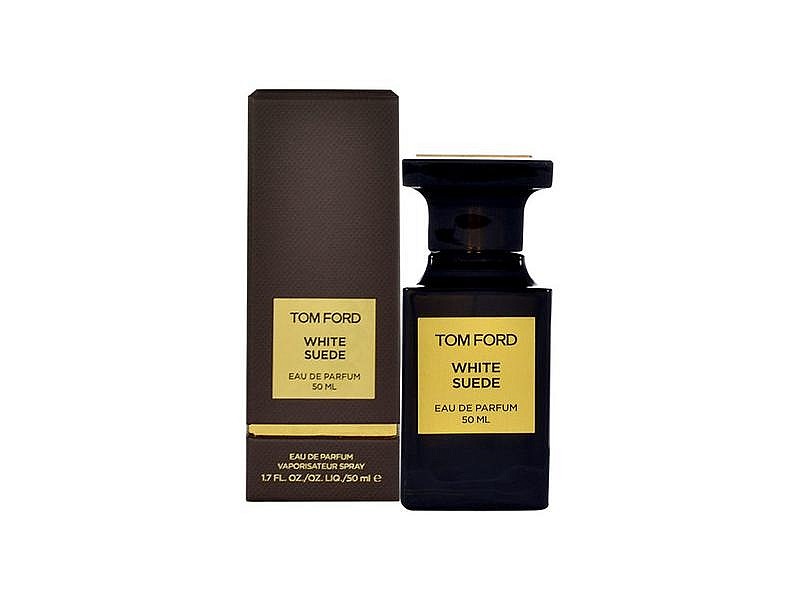 TOM FORD
WHITE
SUEDE
EAU DE PARFUM
50 ML
EAU DE PARFUM
VAPORISATEUR SPRAY
1.7 FL. OZ./OZ. LIQ./50 ml ℮
TOM FORD
WHITE
SUEDE
EAU DE PARFUM
50 ML